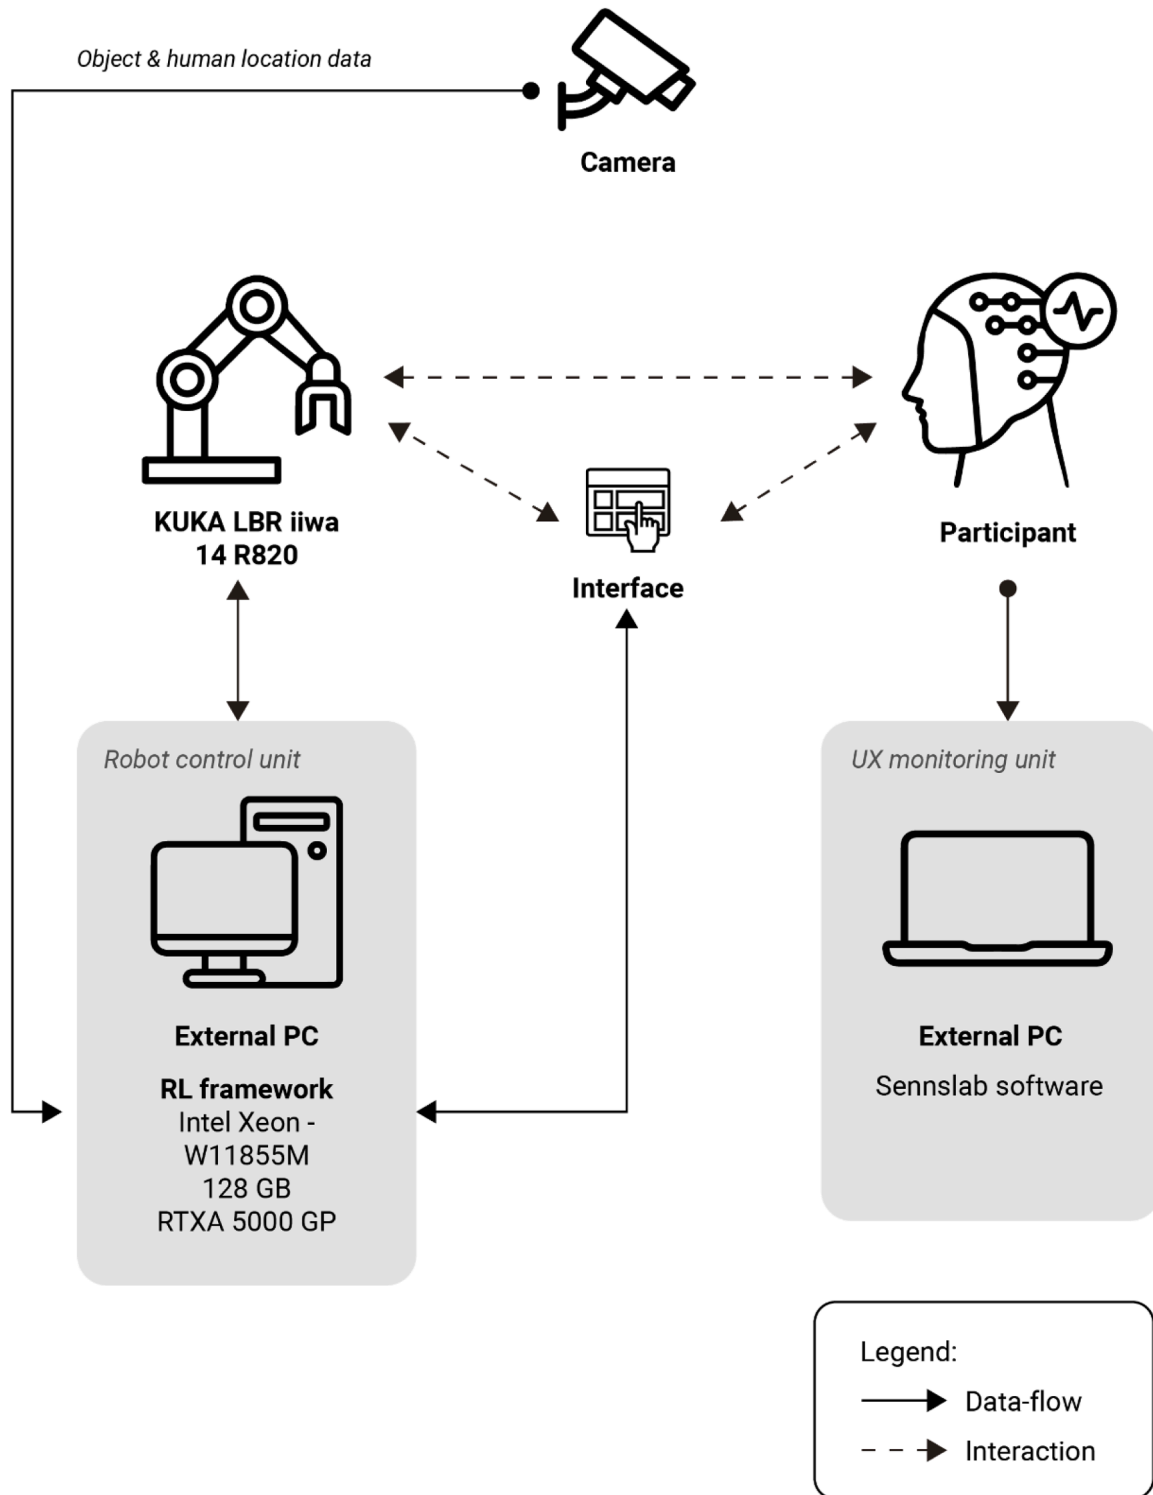 Object & human location data
Camera
KUKA LBR iiwa
14 R820
Interface
Participant
Robot control unit
External PC
RL framework
Intel Xeon -
W11855M
128 GB
RTXA 5000 GP
UX monitoring unit
External PC
Sennslab software
Legend:
Data-flow
Interaction